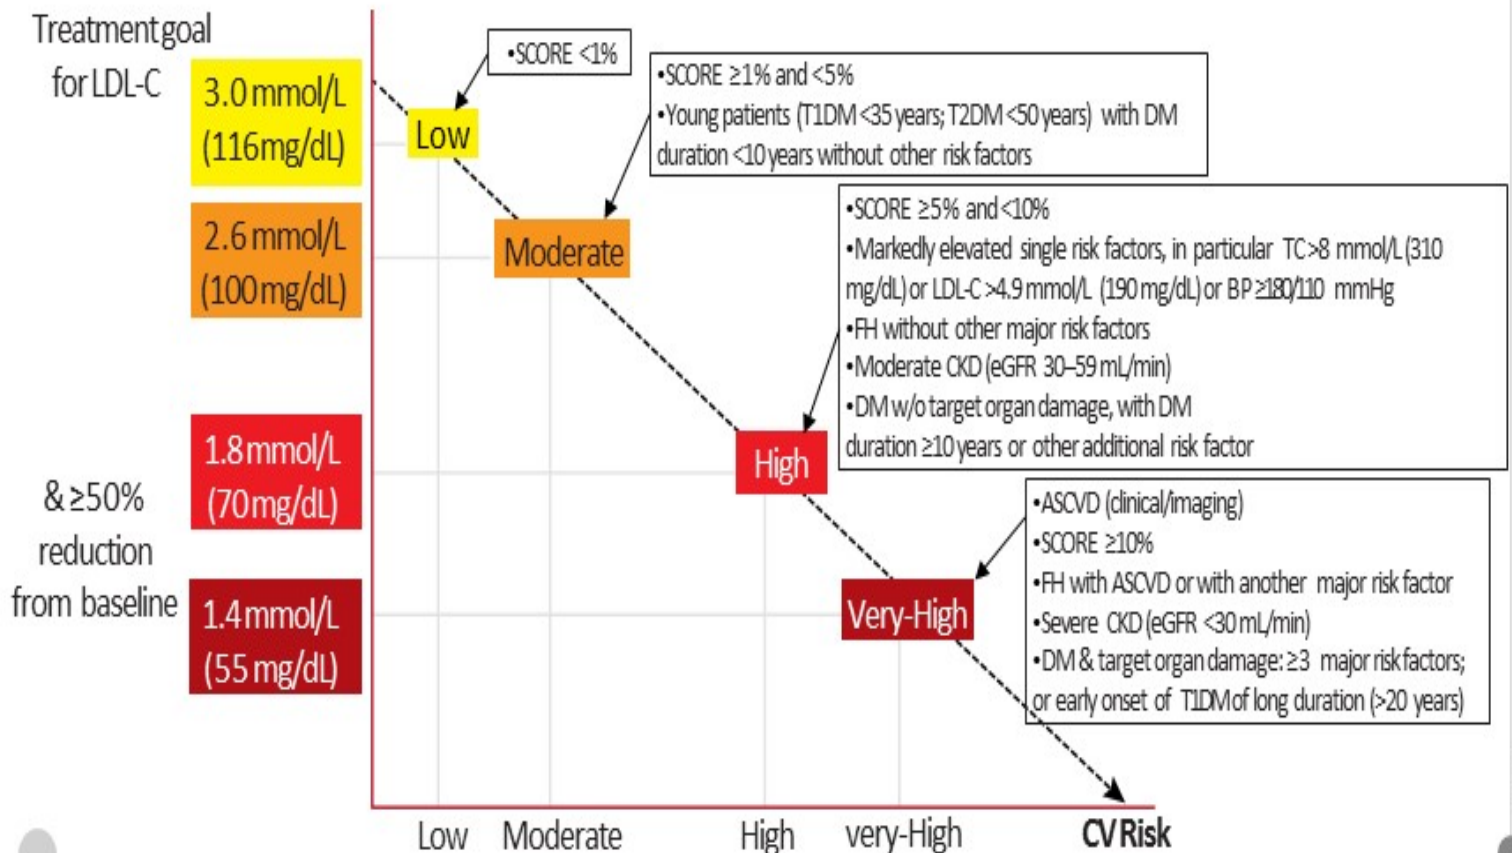 Treatment goal
for LDL-C
3.0 mmol/L
(116 mg/dL)
2.6 mmol/L
(100 mg/dL)
1.8 mmol/L
(70 mg/dL)
& ≥50%
reduction
from baseline
1.4 mmol/L
(55 mg/dL)
•SCORE <1%
Low
•SCORE ≥1% and <5%
•Young patients (T1DM <35 years; T2DM <50 years) with DM
duration <10 years without other risk factors
Moderate
•SCORE ≥5% and <10%
•Markedly elevated single risk factors, in particular TC >8 mmol/L (310
mg/dL) or LDL-C >4.9 mmol/L (190 mg/dL) or BP ≥180/110 mmHg
•FH without other major risk factors
•Moderate CKD (eGFR 30–59 mL/min)
•DM w/o target organ damage, with DM
duration ≥10 years or other additional risk factor
High
•ASCVD (clinical/imaging)
•SCORE ≥10%
•FH with ASCVD or with another major risk factor
•Severe CKD (eGFR <30 mL/min)
•DM & target organ damage: ≥3 major risk factors;
or early onset of T1DM of long duration (>20 years)
Very-High
Low Moderate High very-High CV Risk